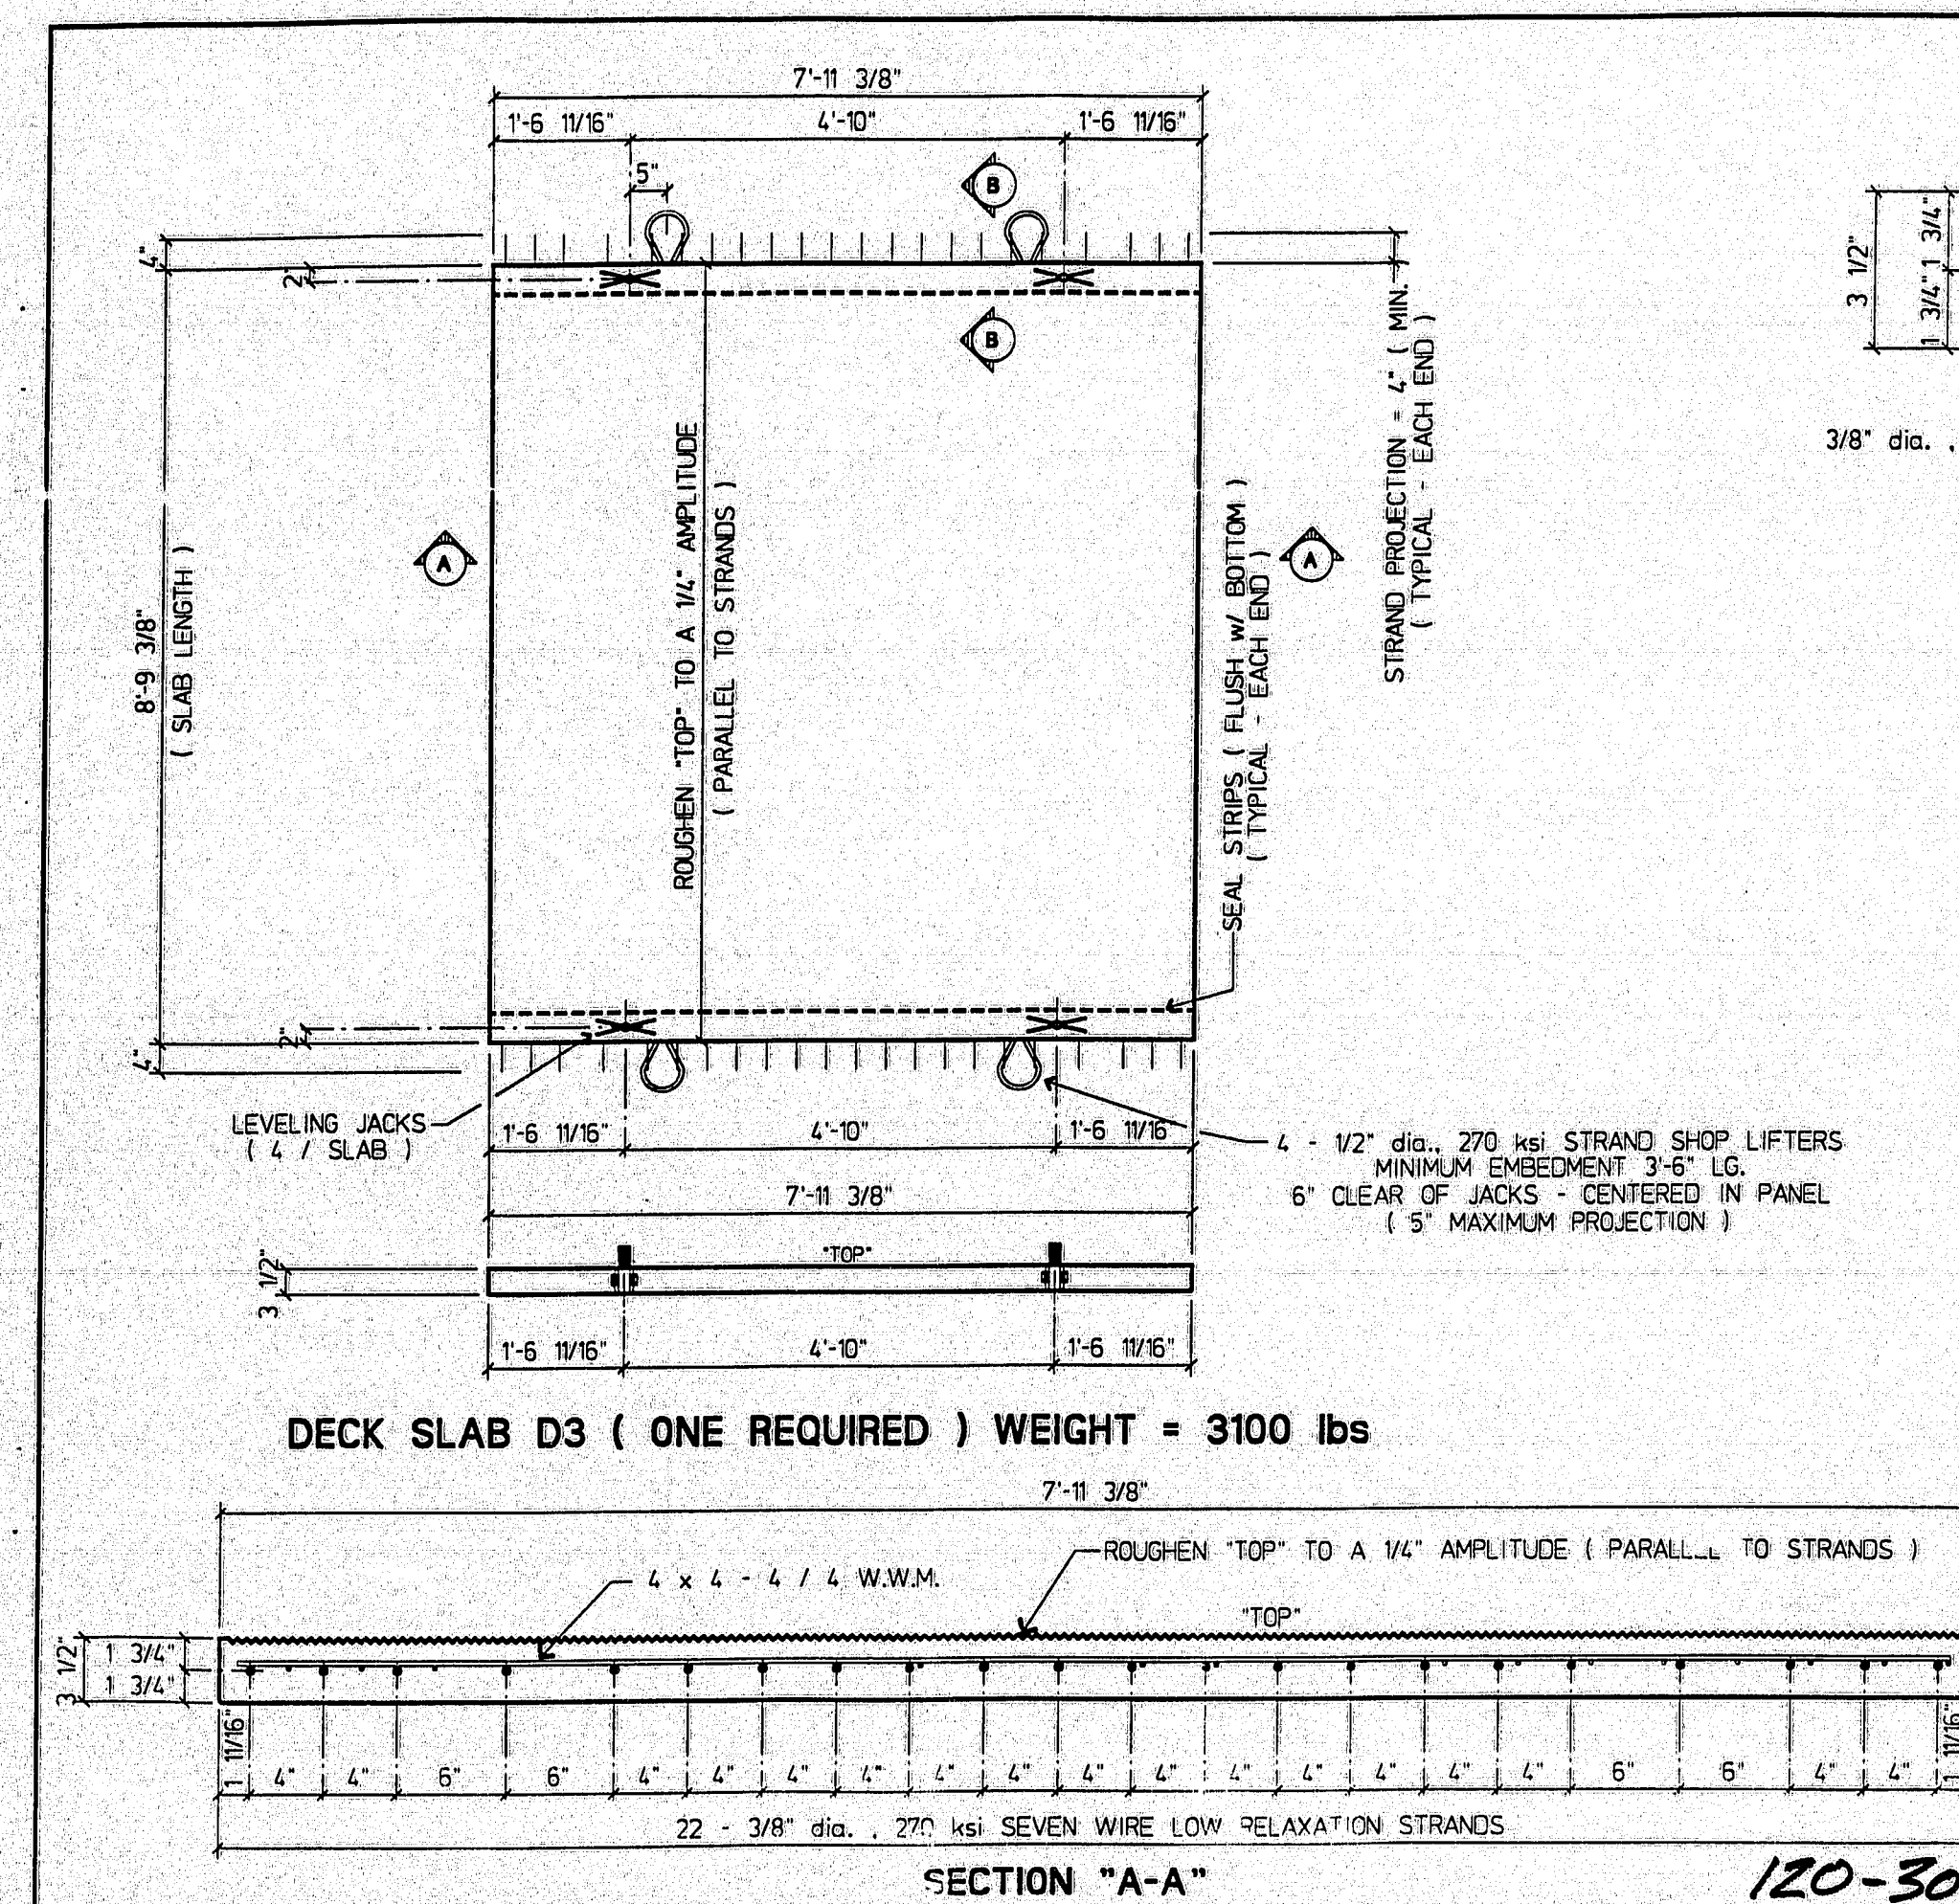 7'-11 3/8"
1'-6 11/16" 4'-10" 1'-6 11/16"
5"
B
4"
2"
B
3 1/2"
1 3/4" 1 3/4"
3/8" dia. .
8'-9 3/8"
( SLAB LENGTH )
A
ROUGHEN "TOP" TO A 1/4" AMPLITUDE
( PARALLEL TO STRANDS )
SEAL STRIPS ( FLUSH w/ BOTTOM )
( TYPICAL - EACH END )
A
STRAND PROJECTION = 4" ( MIN.
( TYPICAL - EACH END )
2"
4"
LEVELING JACKS
( 4 / SLAB )
1'-6 11/16" 4'-10" 1'-6 11/16
7'-11 3/8"
4 - 1/2" dia., 270 ksi STRAND SHOP LIFTERS
MINIMUM EMBEDMENT 3'-6" LG.
6" CLEAR OF JACKS - CENTERED IN PANEL
( 5" MAXIMUM PROJECTION )
3 1/2"
"TOP"
1'-6 11/16" 4'-10" 1'-6 11/16"
DECK SLAB D3 ( ONE REQUIRED ) WEIGHT = 3100 lbs
7'-11 3/8"
ROUGHEN "TOP" TO A 1/4" AMPLITUDE ( PARALLEL TO STRANDS )
4 x 4 - 4 / 4 W.W.M.
"TOP"
3 1/2"
1 3/4"
1 3/4"
1 11/16" 4" 4" 6" 6" 4" 4" 4" 4" 4" 4" 4" 4" 4" 4" 4" 4" 4" 6" 6" 4" 4" 1 11/16"
22 - 3/8" dia. , 270 ksi SEVEN WIRE LOW RELAXATION STRANDS
SECTION "A-A"
120-30